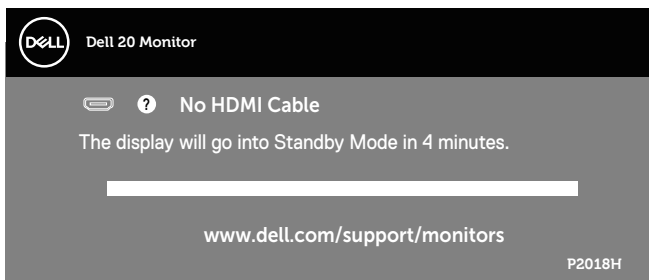 DELL
Dell 20 Monitor
? No HDMI Cable
The display will go into Standby Mode in 4 minutes.
www.dell.com/support/monitors
P2018H